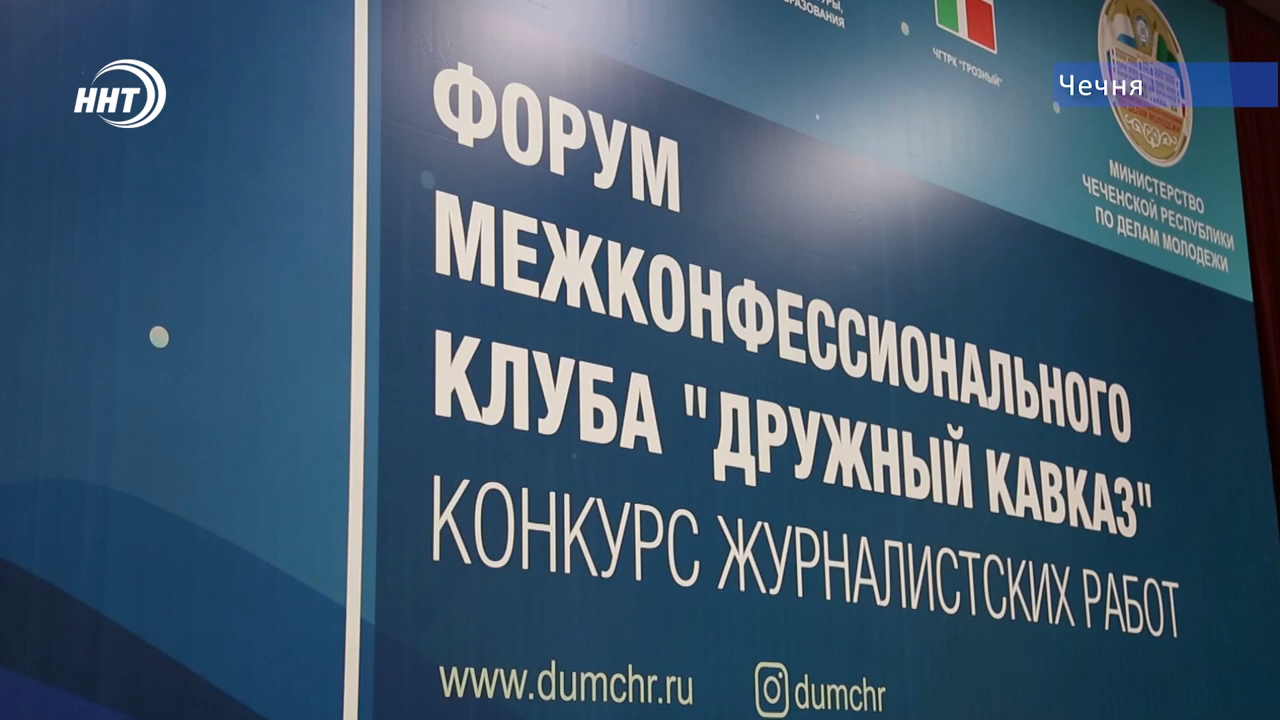 ННТ
ЧГТРК "ГРОЗНЫЙ"
Чечня
МИНИСТЕРСТВО
ЧЕЧЕНСКОЙ РЕСПУБЛИКИ
ПО ДЕЛАМ МОЛОДЕЖИ
ФОРУМ
МЕЖКОНФЕССИОНАЛЬНОГО
КЛУБА "ДРУЖНЫЙ КАВКАЗ"
КОНКУРС ЖУРНАЛИСТСКИХ РАБОТ
www.dumchr.ru
dumchr